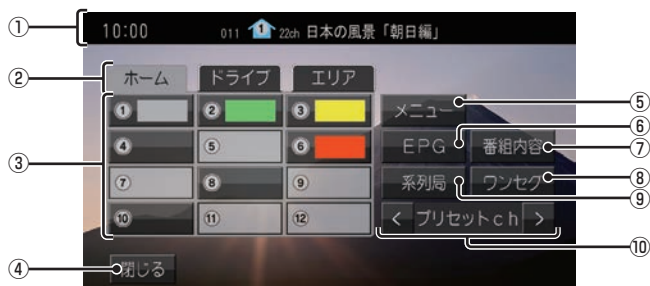 ① 10:00 011 1 22ch 日本の風景「朝日編」
② ホーム ドライブ エリア
③
① ② ③ メニュー ⑤
④ ⑤ ⑥ EPG ⑥ 番組内容 ⑦
⑦ ⑧ ⑨ 系列局 ⑨ ワンセグ ⑧
⑩ ⑪ ⑫ < プリセットch > ⑩
④ 閉じる